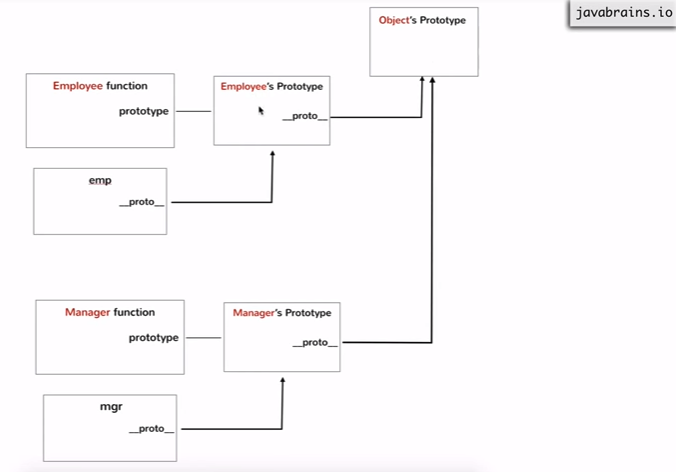 javabrains.io
Object's Prototype
Employee function
prototype
Employee's Prototype
__proto__
emp
__proto__
Manager function
prototype
Manager's Prototype
__proto__
mgr
__proto__